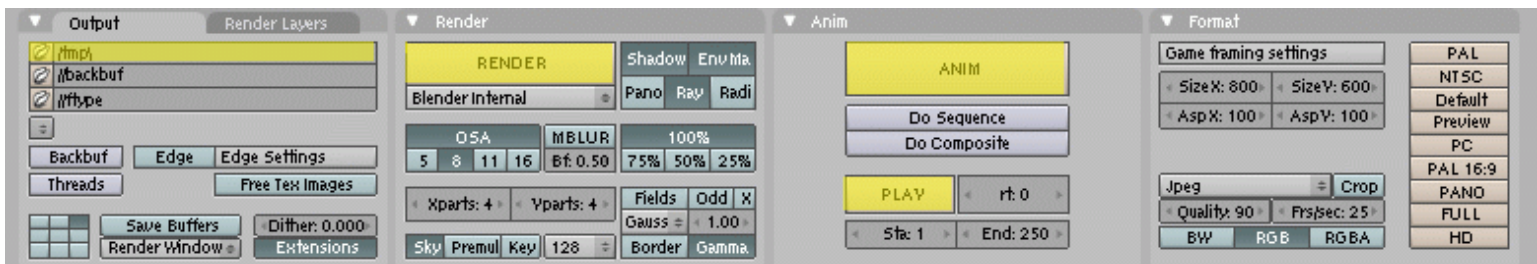 Output
Render Layers
/tmp\
//backbuf
//ftype
Backbuf
Edge
Edge Settings
Threads
Free Tex Images
Save Buffers
Dither: 0.000
Render Window
Extensions
Render
RENDER
Shadow
EnvMa
Blender Internal
Pano
Ray
Radi
OSA
MBLUR
100%
5
8
11
16
Bf: 0.50
75%
50%
25%
Xparts: 4
Yparts: 4
Fields
Odd
X
Gauss
1.00
Sky
Premul
Key
128
Border
Gamma
Anim
ANIM
Do Sequence
Do Composite
PLAY
rt: 0
Sta: 1
End: 250
Format
Game framing settings
SizeX: 800
SizeY: 600
AspX: 100
AspY: 100
Jpeg
Crop
Quality: 90
Frs/sec: 25
BW
RGB
RGBA
PAL
NTSC
Default
Preview
PC
PAL 16:9
PANO
FULL
HD